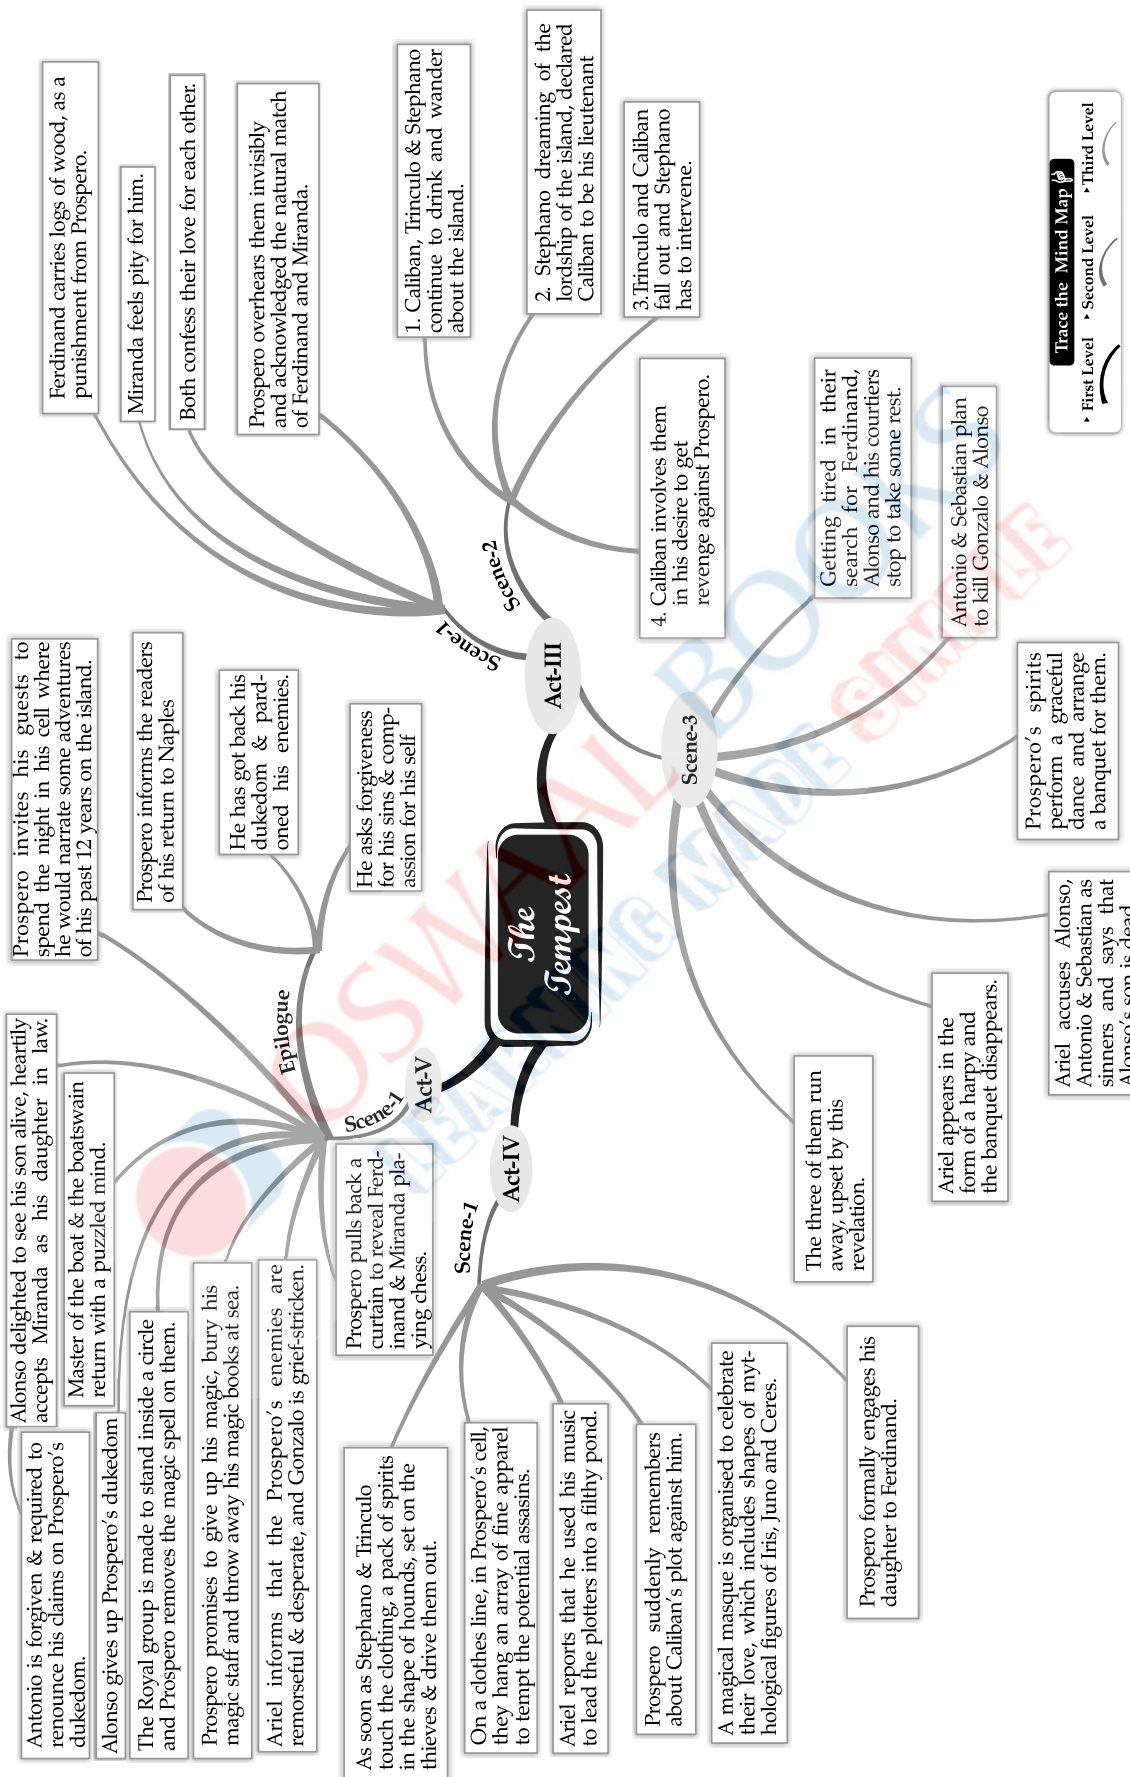 The
Tempest
Act-III
Scene-1
Ferdinand carries logs of wood, as a
punishment from Prospero.
Miranda feels pity for him.
Both confess their love for each other.
Prospero overhears them invisibly
and acknowledged the natural match
of Ferdinand and Miranda.
Scene-2
1. Caliban, Trinculo & Stephano
continue to drink and wander
about the island.
2. Stephano dreaming of the
lordship of the island, declared
Caliban to be his lieutenant
3.Trinculo and Caliban
fall out and Stephano
has to intervene.
4. Caliban involves them
in his desire to get
revenge against Prospero.
Scene-3
Getting tired in their
search for Ferdinand,
Alonso and his courtiers
stop to take some rest.
Antonio & Sebastian plan
to kill Gonzalo & Alonso
Prospero's spirits
perform a graceful
dance and arrange
a banquet for them.
Ariel accuses Alonso,
Antonio & Sebastian as
sinners and says that
Alonso's son is dead
Ariel appears in the
form of a harpy and
the banquet disappears.
The three of them run
away, upset by this
revelation.
Act-IV
Scene-1
Prospero formally engages his
daughter to Ferdinand.
A magical masque is organised to celebrate
their love, which includes shapes of myt-
hological figures of Iris, Juno and Ceres.
Prospero suddenly remembers
about Caliban's plot against him.
Ariel reports that he used his music
to lead the plotters into a filthy pond.
On a clothes line, in Prospero's cell,
they hang an array of fine apparel
to tempt the potential assasins.
As soon as Stephano & Trinculo
touch the clothing, a pack of spirits
in the shape of hounds, set on the
thieves & drive them out.
Act-V
Scene-1
Prospero pulls back a
curtain to reveal Ferd-
inand & Miranda pla-
ying chess.
Ariel informs that the Prospero's enemies are
remorseful & desperate, and Gonzalo is grief-stricken.
Prospero promises to give up his magic, bury his
magic staff and throw away his magic books at sea.
The Royal group is made to stand inside a circle
and Prospero removes the magic spell on them.
Alonso gives up Prospero's dukedom
Antonio is forgiven & required to
renounce his claims on Prospero's
dukedom.
Master of the boat & the boatswain
return with a puzzled mind.
Alonso delighted to see his son alive, heartily
accepts Miranda as his daughter in law.
Prospero invites his guests to
spend the night in his cell where
he would narrate some adventures
of his past 12 years on the island.
Epilogue
Prospero informs the readers
of his return to Naples
He has got back his
dukedom & pard-
oned his enemies.
He asks forgiveness
for his sins & comp-
assion for his self
Trace the Mind Map
First Level
Second Level
Third Level
OSWAAL BOOKS
LEARNING MADE SIMPLE